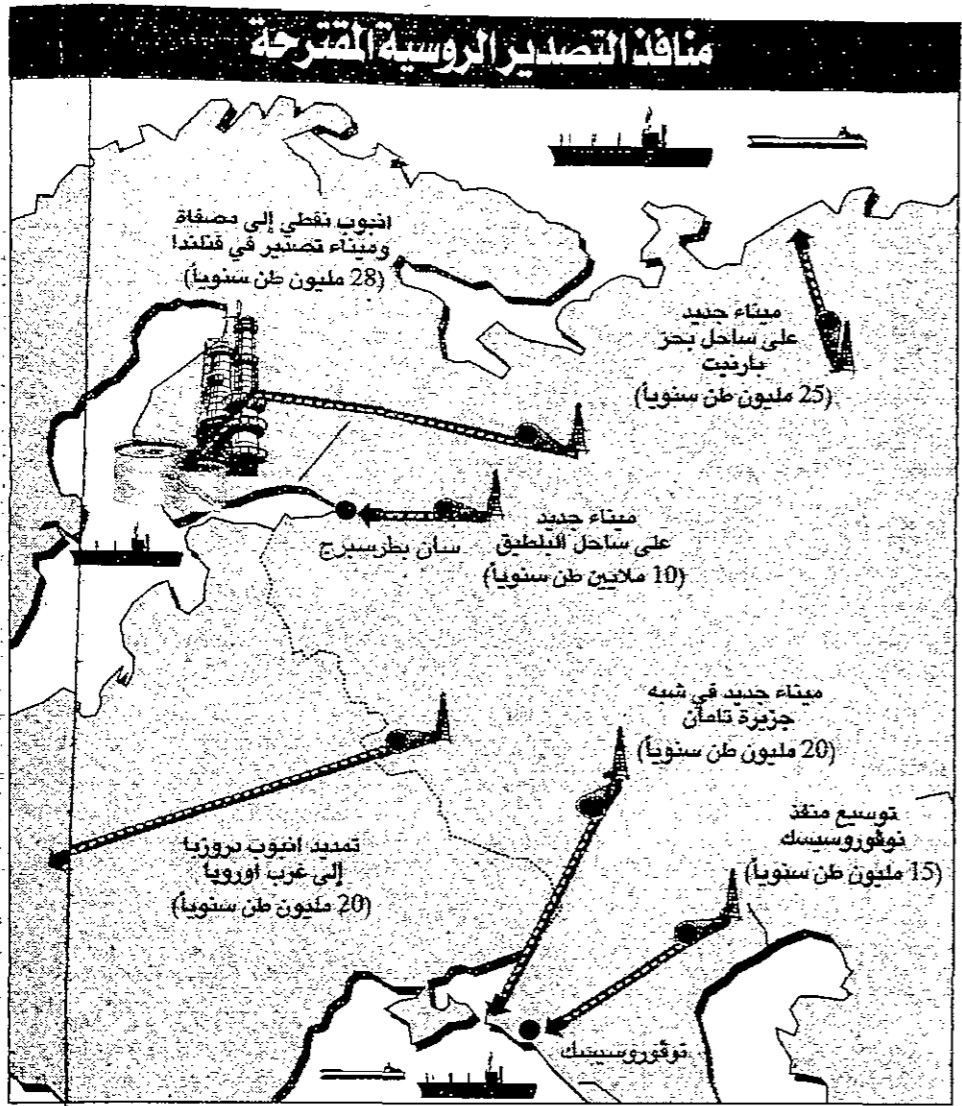 منافذ التصدير الروسية المقترحة
انبوب نفطي إلى مصفاة
وميناء تصدير في فنلندا
(28 مليون طن سنوياً)
ميناء جديد
على ساحل بحر
بارنبت
(25 مليون طن سنوياً)
ميناء جديد
على ساحل البلطيق
(10 ملايين طن سنوياً)
سان بطرسبرج
ميناء جديد في شبه
جزيرة تامان
(20 مليون طن سنوياً)
توسيع منفذ
نوفوروسيسك
(15 مليون طن سنوياً)
تمديد انبوب دروزبا
إلى غرب اوروبا
(20 مليون طن سنوياً)
نوفوروسيسك